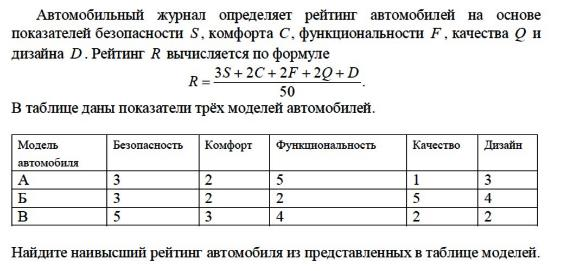 Автомобильный журнал определяет рейтинг автомобилей на основе
показателей безопасности S, комфорта C, функциональности F, качества Q и
дизайна D. Рейтинг R вычисляется по формуле
R = (3S + 2C + 2F + 2Q + D) / 50.
В таблице даны показатели трёх моделей автомобилей.
Модель автомобиля | Безопасность | Комфорт | Функциональность | Качество | Дизайн
А | 3 | 2 | 5 | 1 | 3
Б | 3 | 2 | 2 | 5 | 4
В | 5 | 3 | 4 | 2 | 2
Найдите наивысший рейтинг автомобиля из представленных в таблице моделей.